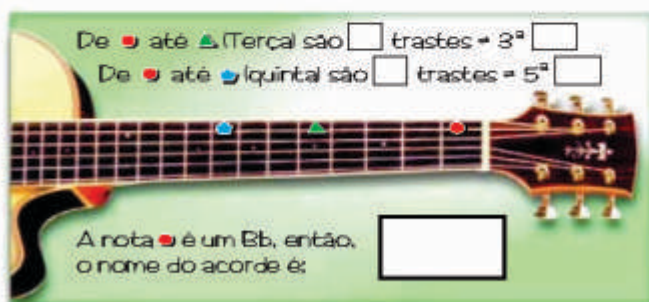 De até (Terça) são trastes = 3ª
De até (quinta) são trastes = 5ª
A nota é um Bb, então,
o nome do acorde é: